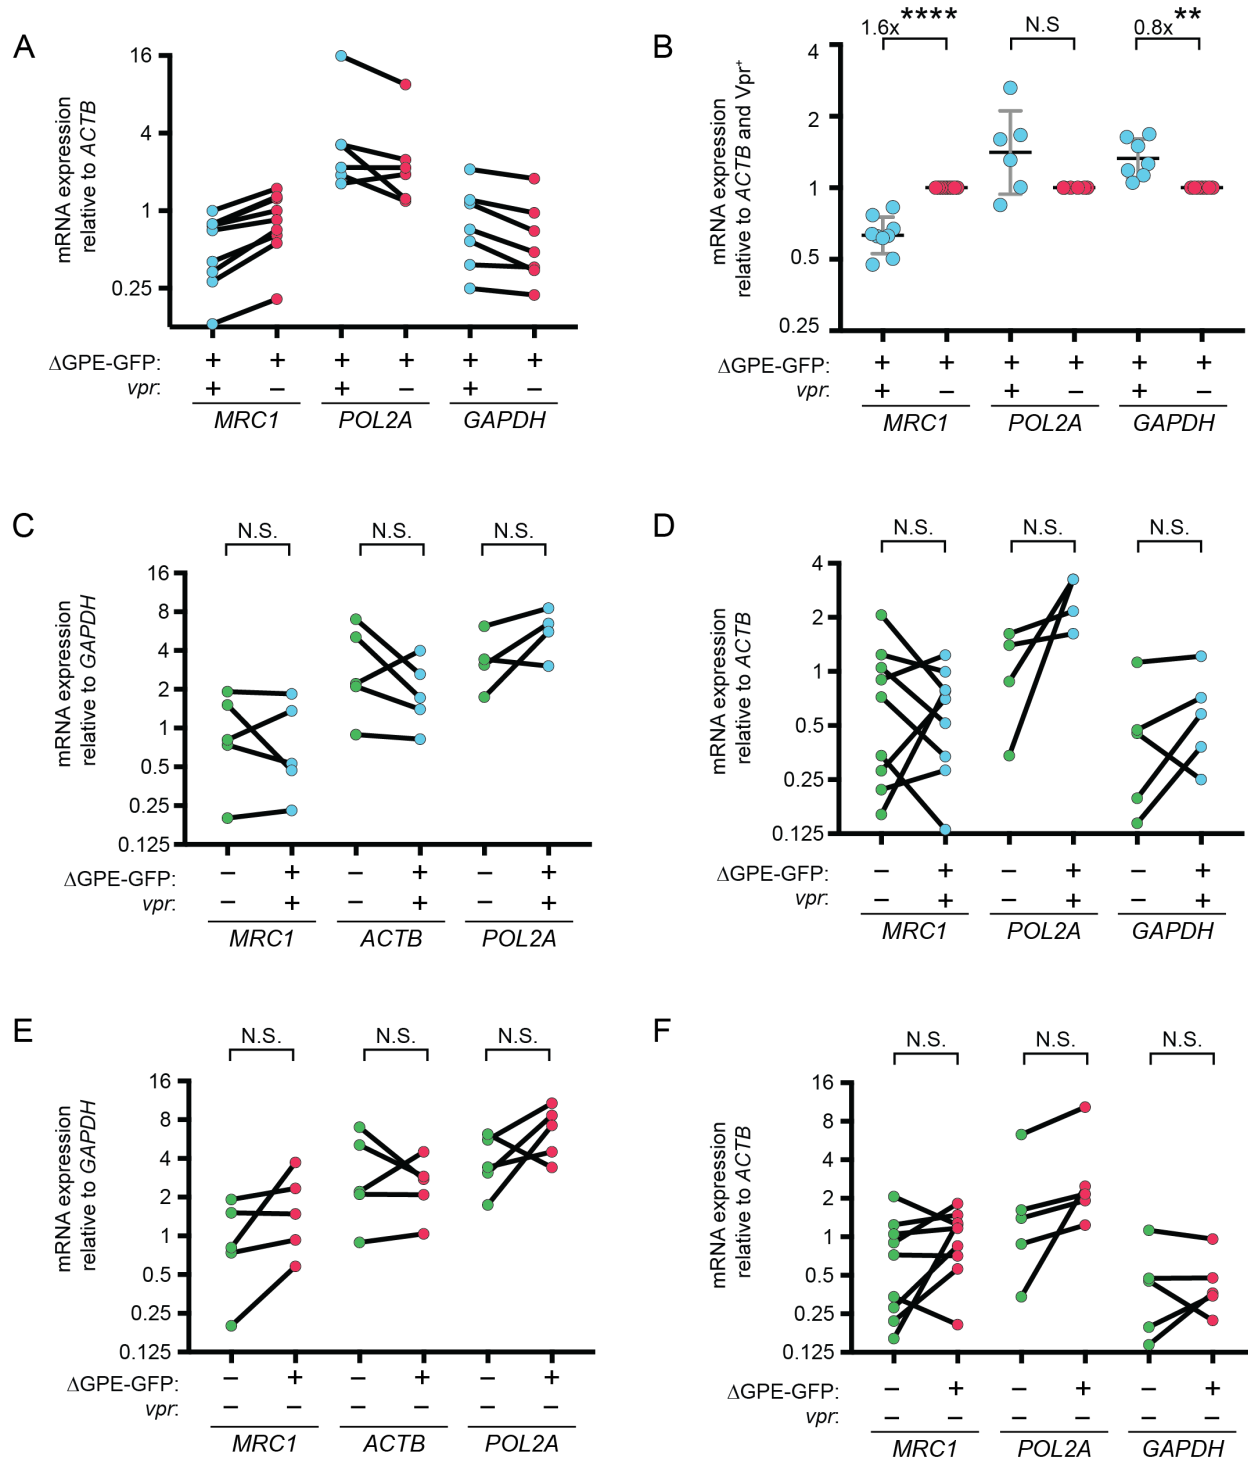 A
mRNA expression
relative to ACTB
16
4
1
0.25
ΔGPE-GFP: + + + + + +
vpr: + − + − + −
MRC1 POL2A GAPDH
B
mRNA expression
relative to ACTB and Vpr+
1.6x **** N.S 0.8x **
4
2
1
0.5
0.25
ΔGPE-GFP: + + + + + +
vpr: + − + − + −
MRC1 POL2A GAPDH
C
mRNA expression
relative to GAPDH
N.S. N.S. N.S.
16
8
4
2
1
0.5
0.25
0.125
ΔGPE-GFP: − + − + − +
vpr: − + − + − +
MRC1 ACTB POL2A
D
mRNA expression
relative to ACTB
N.S. N.S. N.S.
4
2
1
0.5
0.25
0.125
ΔGPE-GFP: − + − + − +
vpr: − + − + − +
MRC1 POL2A GAPDH
E
mRNA expression
relative to GAPDH
N.S. N.S. N.S.
16
8
4
2
1
0.5
0.25
0.125
ΔGPE-GFP: − + − + − +
vpr: − − − − − −
MRC1 ACTB POL2A
F
mRNA expression
relative to ACTB
N.S. N.S. N.S.
16
8
4
2
1
0.5
0.25
0.125
ΔGPE-GFP: − + − + − +
vpr: − − − − − −
MRC1 POL2A GAPDH